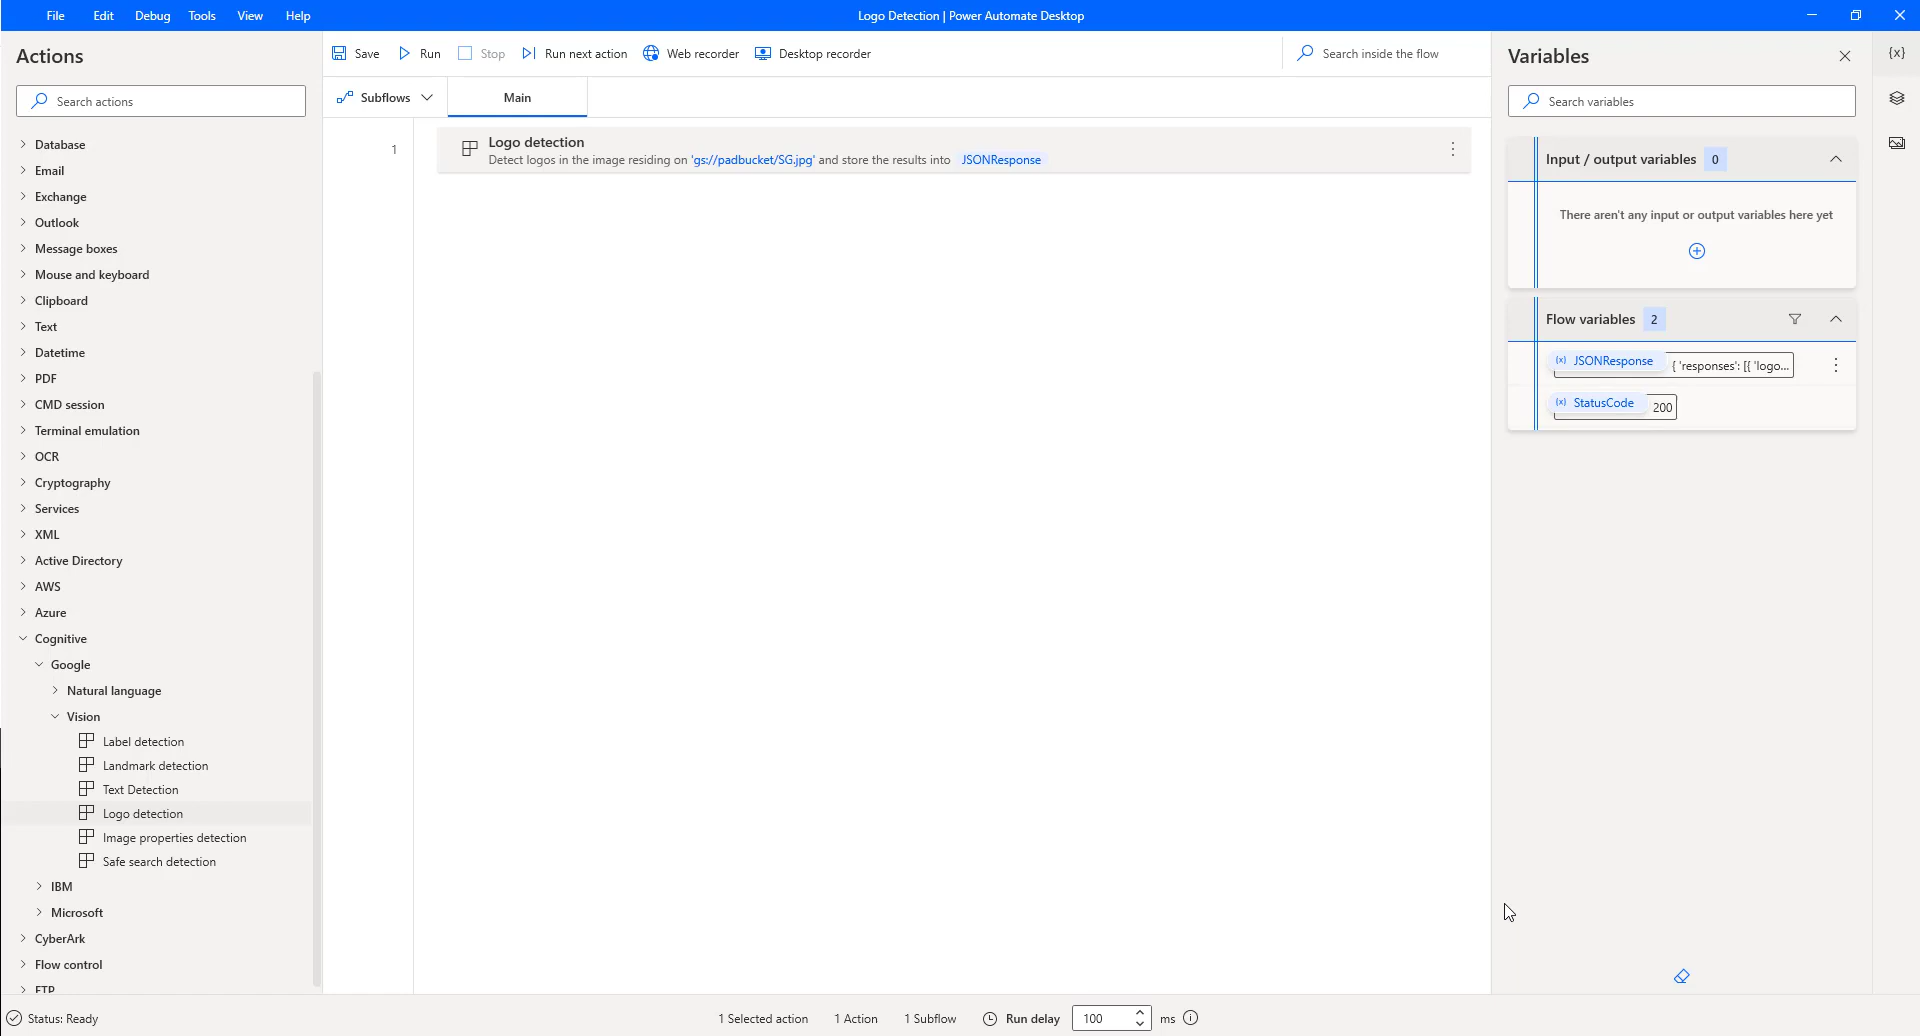 File Edit Debug Tools View Help
Logo Detection | Power Automate Desktop
Actions
Search actions
Database
Email
Exchange
Outlook
Message boxes
Mouse and keyboard
Clipboard
Text
Datetime
PDF
CMD session
Terminal emulation
OCR
Cryptography
Services
XML
Active Directory
AWS
Azure
Cognitive
Google
Natural language
Vision
Label detection
Landmark detection
Text Detection
Logo detection
Image properties detection
Safe search detection
IBM
Microsoft
CyberArk
Flow control
FTP
Save Run Stop Run next action Web recorder Desktop recorder
Search inside the flow
Subflows Main
1
Logo detection
Detect logos in the image residing on 'gs://padbucket/SG.jpg' and store the results into JSONResponse
Variables
{x}
Search variables
Input / output variables 0
There aren't any input or output variables here yet
Flow variables 2
(x) JSONResponse { 'responses': [{ 'logo...
(x) StatusCode 200
Status: Ready
1 Selected action 1 Action 1 Subflow Run delay 100 ms